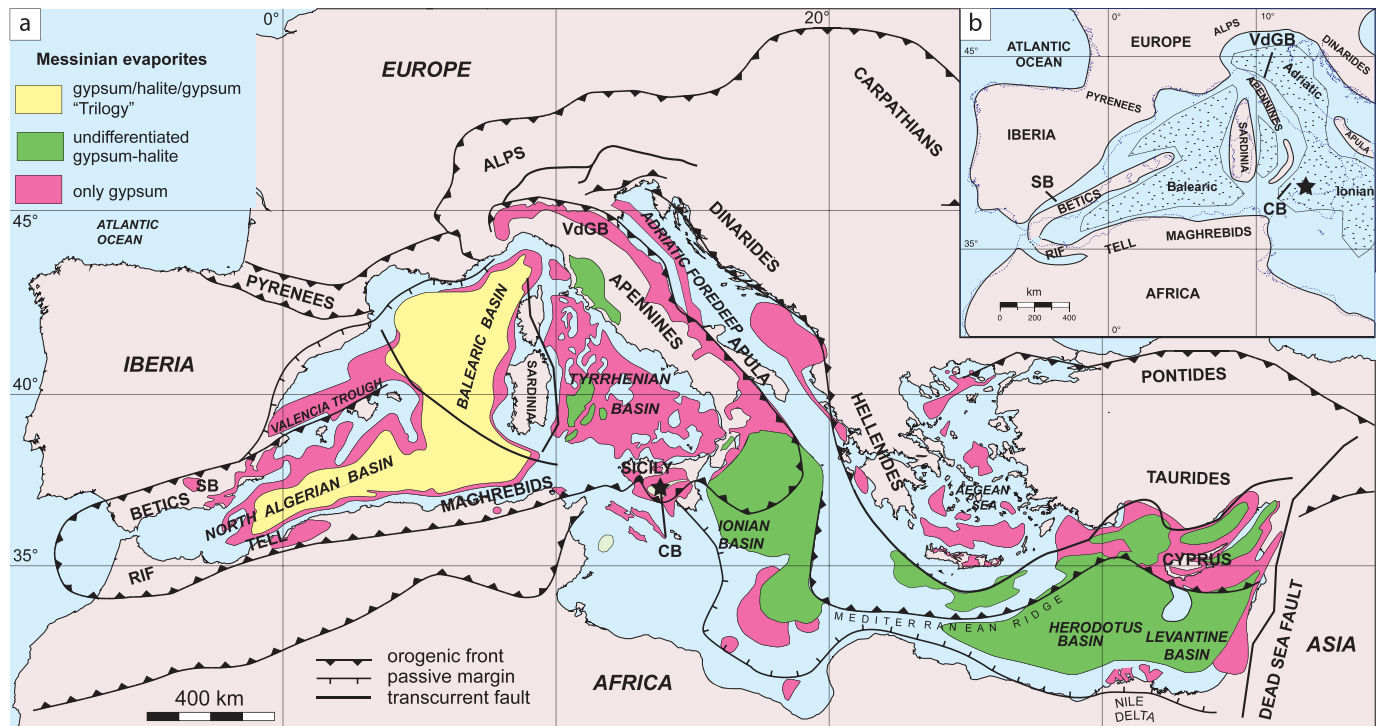 a
0°
20°
Messinian evaporites
gypsum/halite/gypsum
“Trilogy”
undifferentiated
gypsum-halite
only gypsum
EUROPE
CARPATHIANS
ALPS
45°
ATLANTIC
OCEAN
VdGB
ADRIATIC FOREDEEP
DINARIDES
PYRENEES
APENNINES
BALEARIC BASIN
IBERIA
SARDINIA
APULA
TYRRHENIAN
BASIN
PONTIDES
40°
VALENCIA TROUGH
HELLENIDES
SICILY
TAURIDES
SB
BETICS
NORTH ALGERIAN BASIN
MAGHREBIDS
AEGEAN
SEA
IONIAN
BASIN
TELL
CB
35°
RIF
CYPRUS
MEDITERRANEAN RIDGE
HERODOTUS
BASIN
LEVANTINE
BASIN
DEAD SEA FAULT
ASIA
orogenic front
passive margin
transcurrent fault
AFRICA
400 km
NILE
DELTA
b
0°
10°
ALPS
EUROPE
VdGB
ATLANTIC
OCEAN
45°
DINARIDES
Adriatic
PYRENEES
APENNINES
IBERIA
SARDINIA
APULA
SB
Balearic
Ionian
BETICS
CB
35°
RIF
TELL
MAGHREBIDS
km
0 200 400
AFRICA
0°